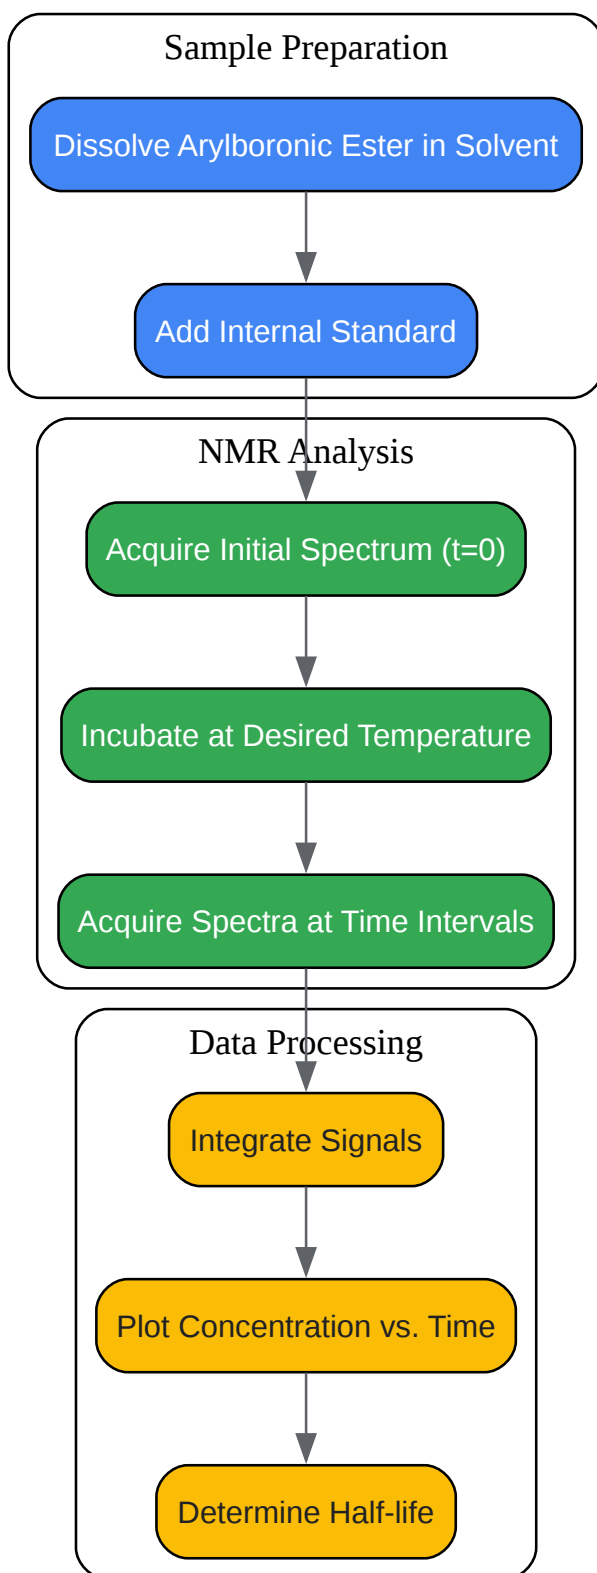 Sample Preparation
Dissolve Arylboronic Ester in Solvent
Add Internal Standard
NMR Analysis
Acquire Initial Spectrum (t=0)
Incubate at Desired Temperature
Acquire Spectra at Time Intervals
Data Processing
Integrate Signals
Plot Concentration vs. Time
Determine Half-life